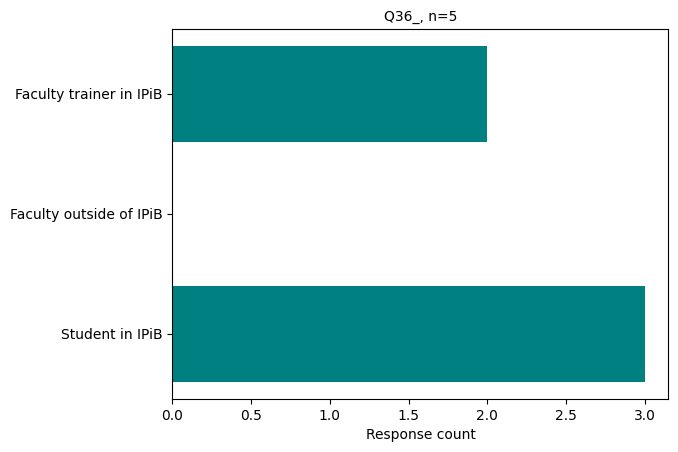 Q36_, n=5
Faculty trainer in IPiB
Faculty outside of IPiB
Student in IPiB
0.0 0.5 1.0 1.5 2.0 2.5 3.0
Response count